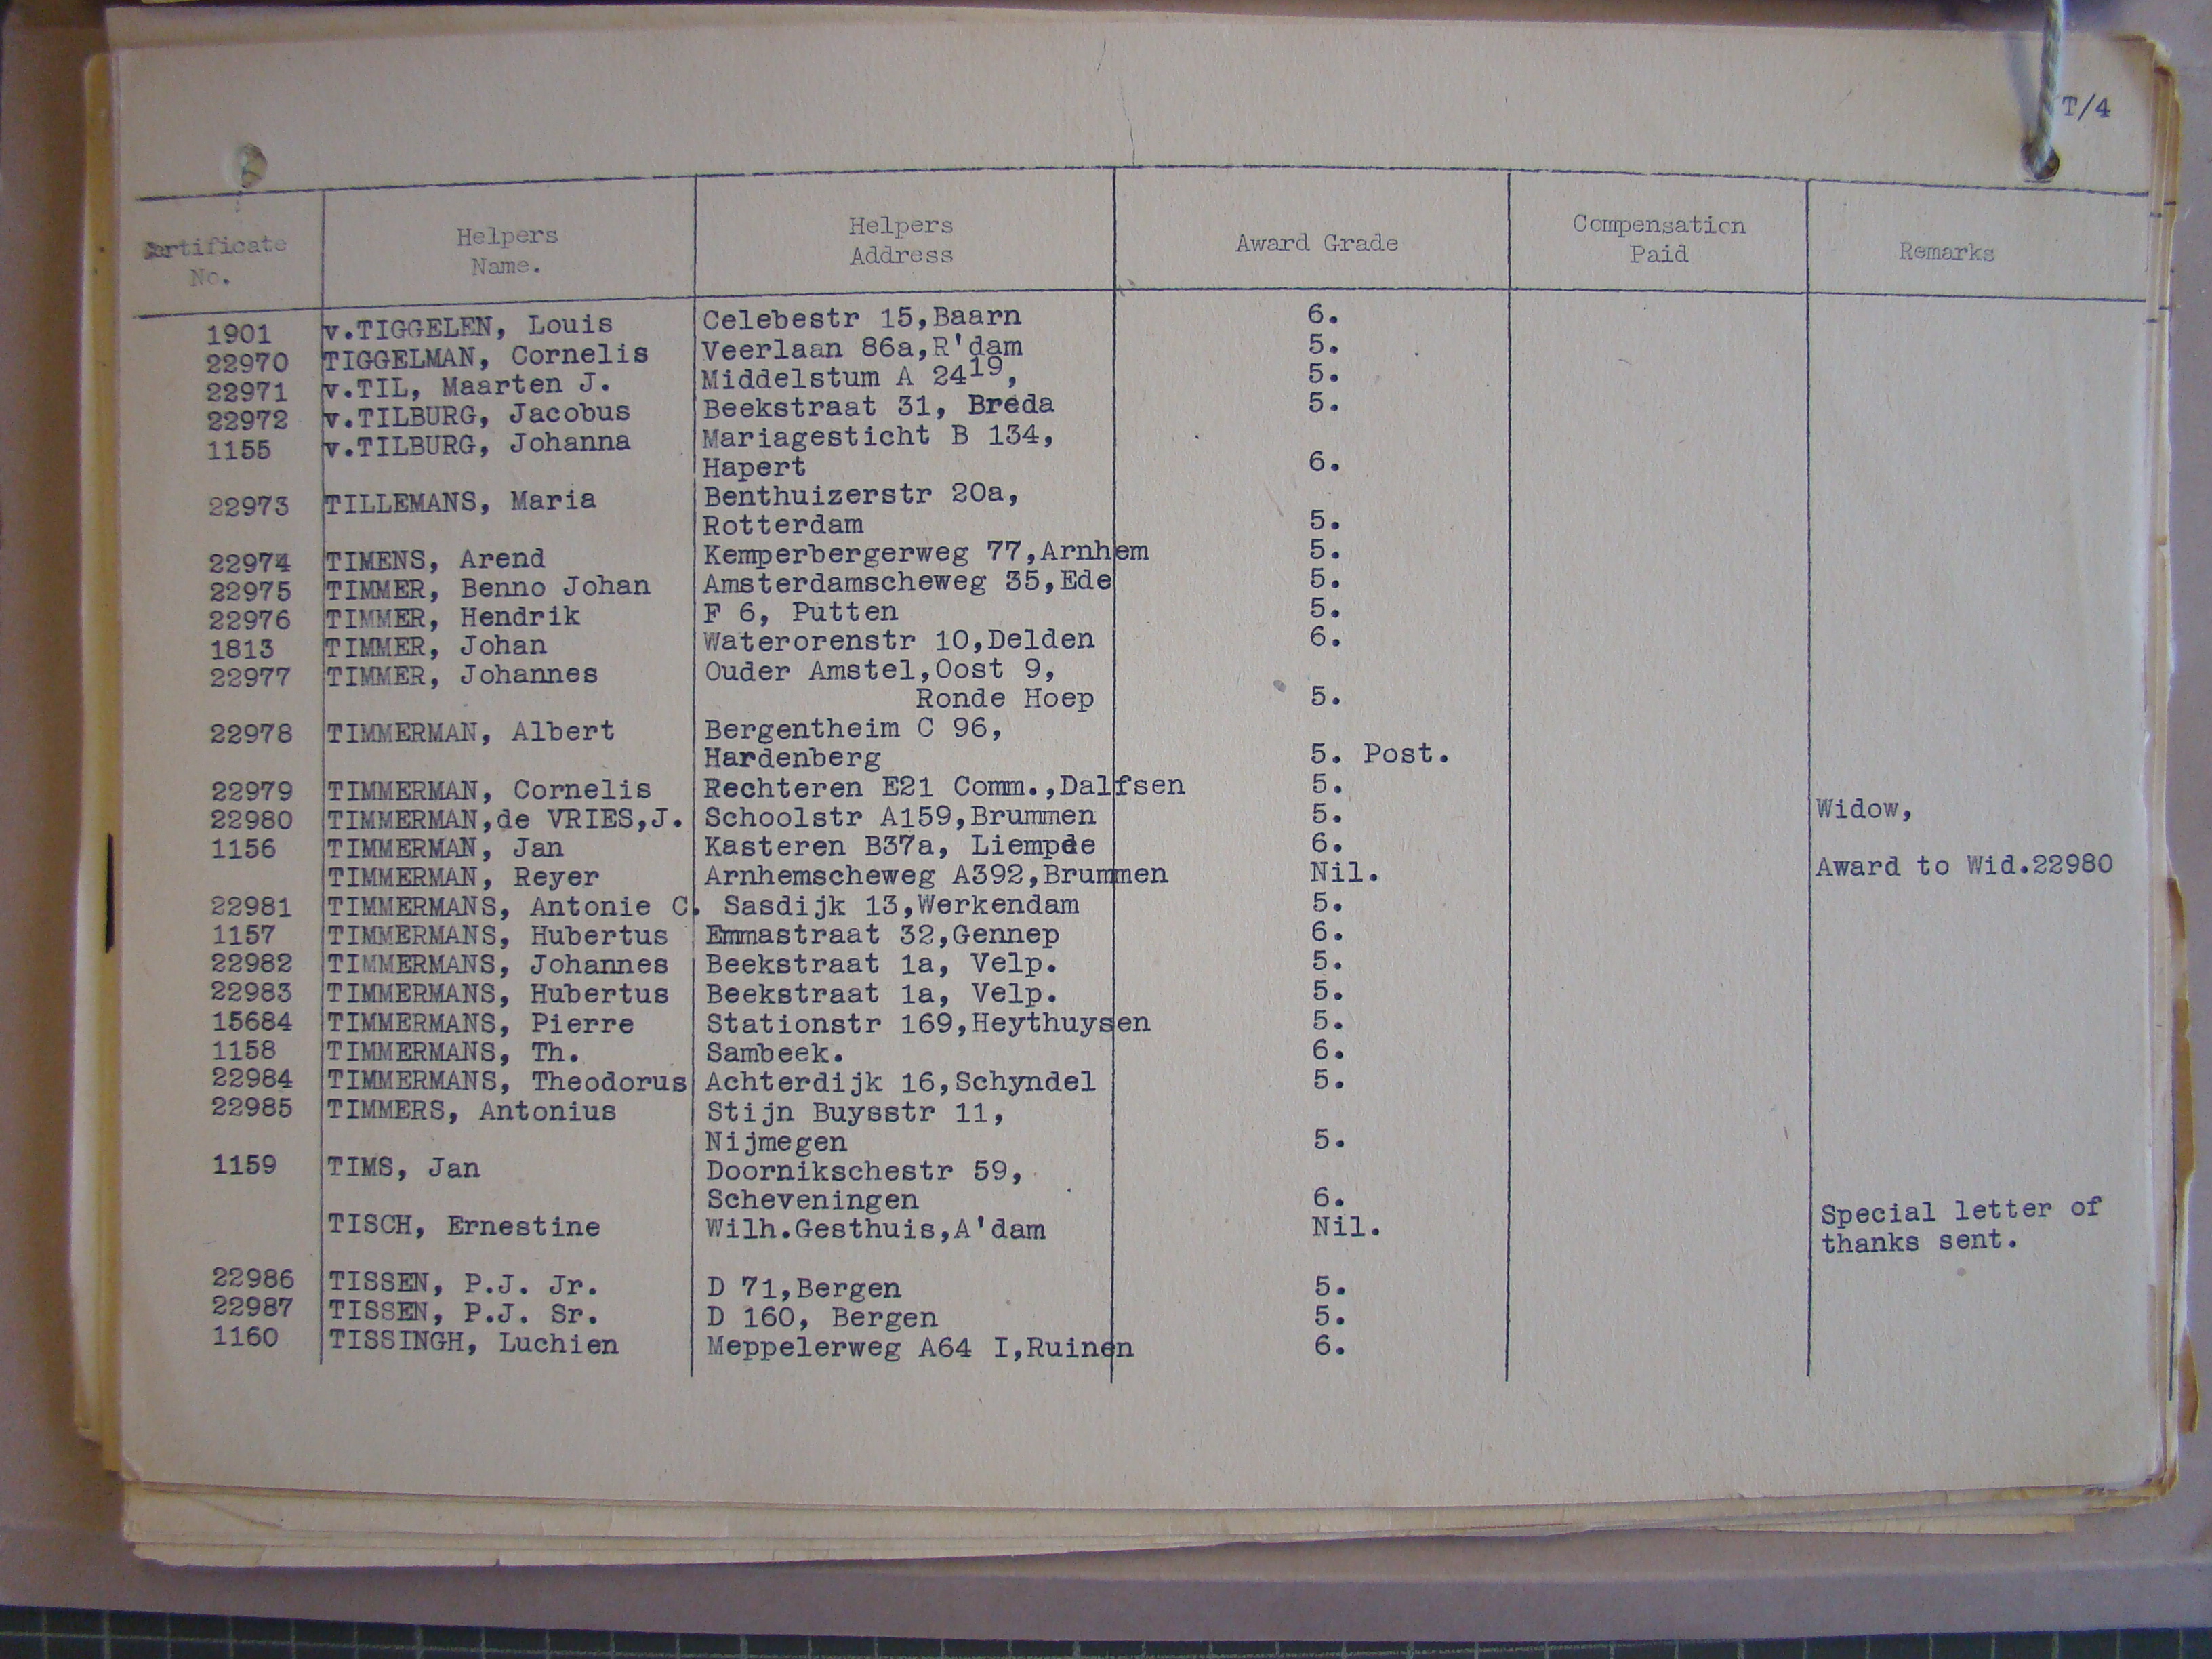 T/4
Certificate No. Helpers Name. Helpers Address Award Grade Compensation Paid Remarks
1901 v.TIGGELEN, Louis Celebestr 15,Baarn 6.
22970 TIGGELMAN, Cornelis Veerlaan 86a,R'dam 5.
22971 v.TIL, Maarten J. Middelstum A 2419, 5.
22972 v.TILBURG, Jacobus Beekstraat 31, Breda 5.
1155 v.TILBURG, Johanna Mariagesticht B 134,
Hapert 6.
22973 TILLEMANS, Maria Benthuizerstr 20a,
Rotterdam 5.
22974 TIMENS, Arend Kemperbergerweg 77,Arnhem 5.
22975 TIMMER, Benno Johan Amsterdamscheweg 35,Ede 5.
22976 TIMMER, Hendrik F 6, Putten 5.
1813 TIMMER, Johan Waterorenstr 10,Delden 6.
22977 TIMMER, Johannes Ouder Amstel,Oost 9,
Ronde Hoep 5.
22978 TIMMERMAN, Albert Bergentheim C 96,
Hardenberg 5. Post.
22979 TIMMERMAN, Cornelis Rechteren E21 Comm.,Dalfsen 5.
22980 TIMMERMAN,de VRIES,J. Schoolstr A159,Brummen 5. Widow,
1156 TIMMERMAN, Jan Kasteren B37a, Liempde 6.
TIMMERMAN, Reyer Arnhemscheweg A392,Brummen Nil. Award to Wid.22980
22981 TIMMERMANS, Antonie C. Sasdijk 13,Werkendam 5.
1157 TIMMERMANS, Hubertus Emmastraat 32,Gennep 6.
22982 TIMMERMANS, Johannes Beekstraat 1a, Velp. 5.
22983 TIMMERMANS, Hubertus Beekstraat 1a, Velp. 5.
15684 TIMMERMANS, Pierre Stationstr 169,Heythuysen 5.
1158 TIMMERMANS, Th. Sambeek. 6.
22984 TIMMERMANS, Theodorus Achterdijk 16,Schyndel 5.
22985 TIMMERS, Antonius Stijn Buysstr 11,
Nijmegen 5.
1159 TIMS, Jan Doornikschestr 59,
Scheveningen 6.
TISCH, Ernestine Wilh.Gesthuis,A'dam Nil. Special letter of
thanks sent.
22986 TISSEN, P.J. Jr. D 71,Bergen 5.
22987 TISSEN, P.J. Sr. D 160, Bergen 5.
1160 TISSINGH, Luchien Meppelerweg A64 I,Ruinen 6.